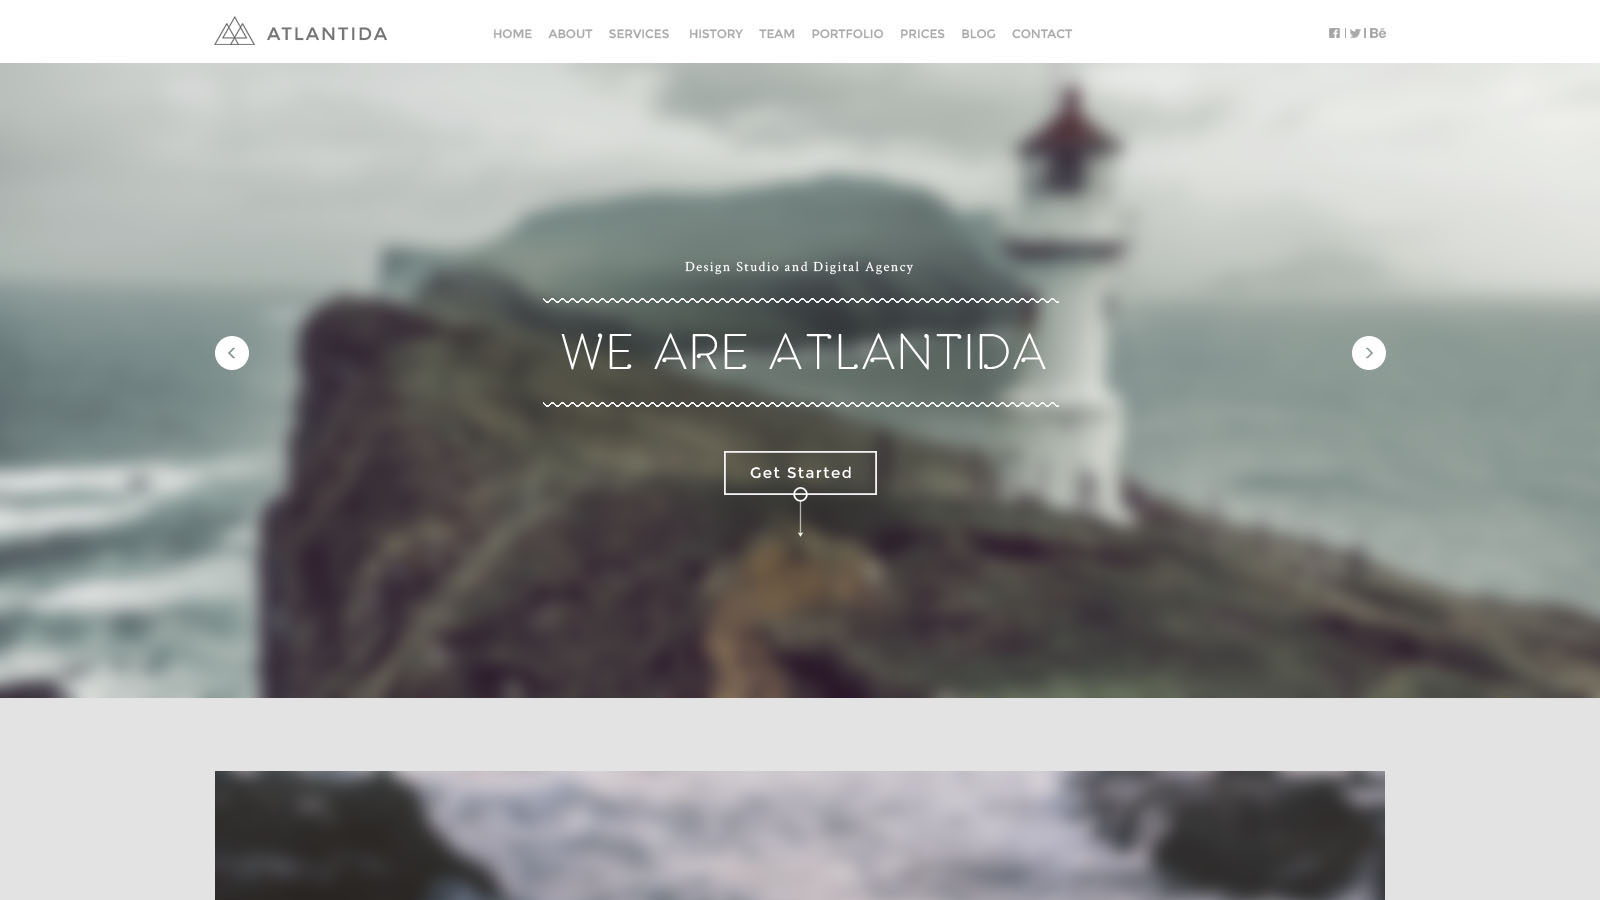 ATLANTIDA
HOME ABOUT SERVICES HISTORY TEAM PORTFOLIO PRICES BLOG CONTACT
Bē
Design Studio and Digital Agency
WE ARE ATLANTIDA
Get Started